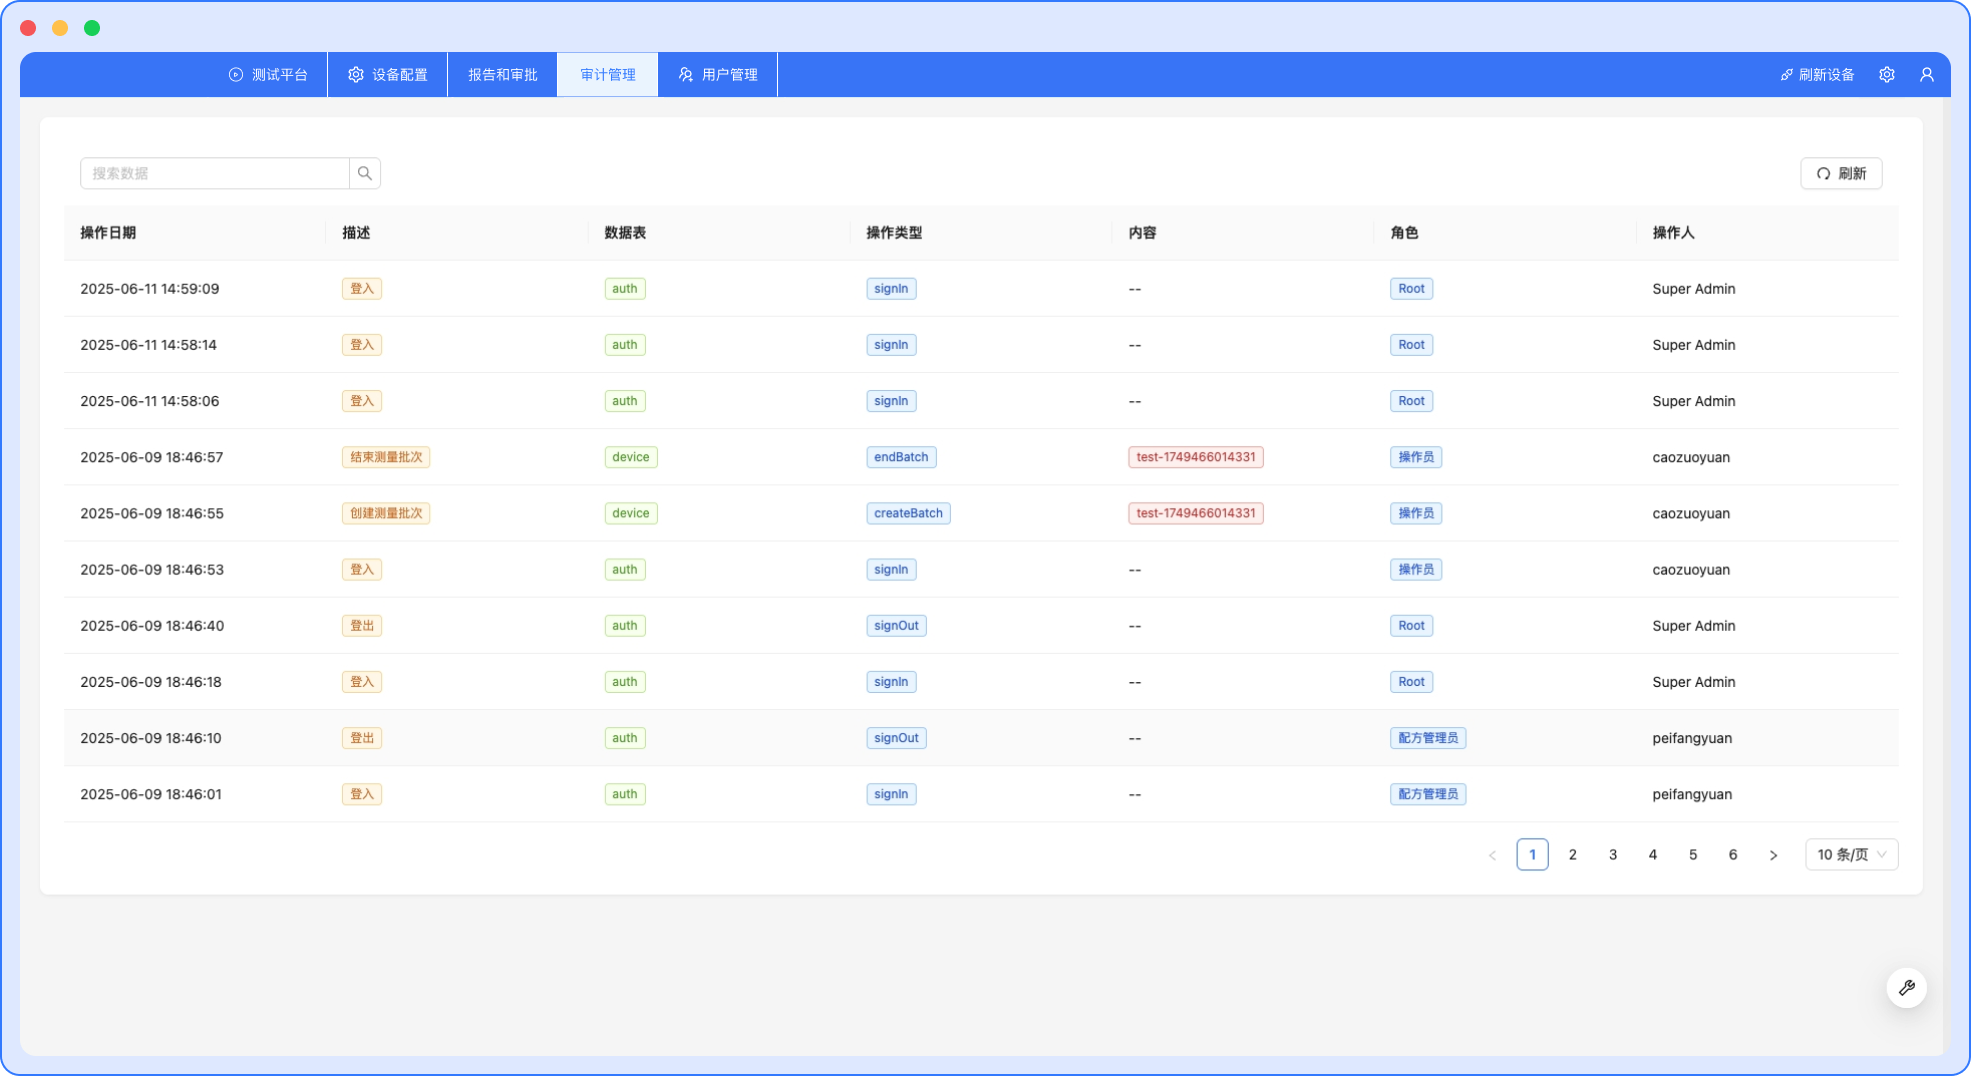 测试平台 设备配置 报告和审批 审计管理 用户管理 刷新设备
搜索数据 刷新
操作日期 描述 数据表 操作类型 内容 角色 操作人
2025-06-11 14:59:09 登入 auth signIn -- Root Super Admin
2025-06-11 14:58:14 登入 auth signIn -- Root Super Admin
2025-06-11 14:58:06 登入 auth signIn -- Root Super Admin
2025-06-09 18:46:57 结束测量批次 device endBatch test-1749466014331 操作员 caozuoyuan
2025-06-09 18:46:55 创建测量批次 device createBatch test-1749466014331 操作员 caozuoyuan
2025-06-09 18:46:53 登入 auth signIn -- 操作员 caozuoyuan
2025-06-09 18:46:40 登出 auth signOut -- Root Super Admin
2025-06-09 18:46:18 登入 auth signIn -- Root Super Admin
2025-06-09 18:46:10 登出 auth signOut -- 配方管理员 peifangyuan
2025-06-09 18:46:01 登入 auth signIn -- 配方管理员 peifangyuan
< 1 2 3 4 5 6 > 10 条/页